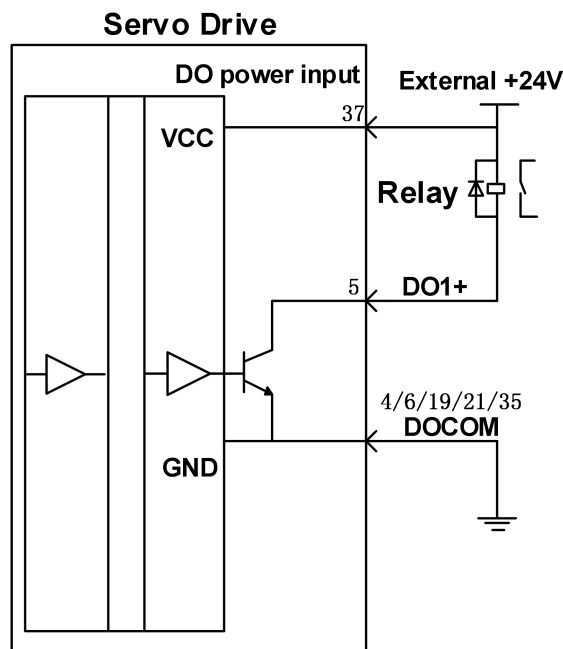 Servo Drive
DO power input
External +24V
37
VCC
Relay
5
DO1+
4/6/19/21/35
DOCOM
GND